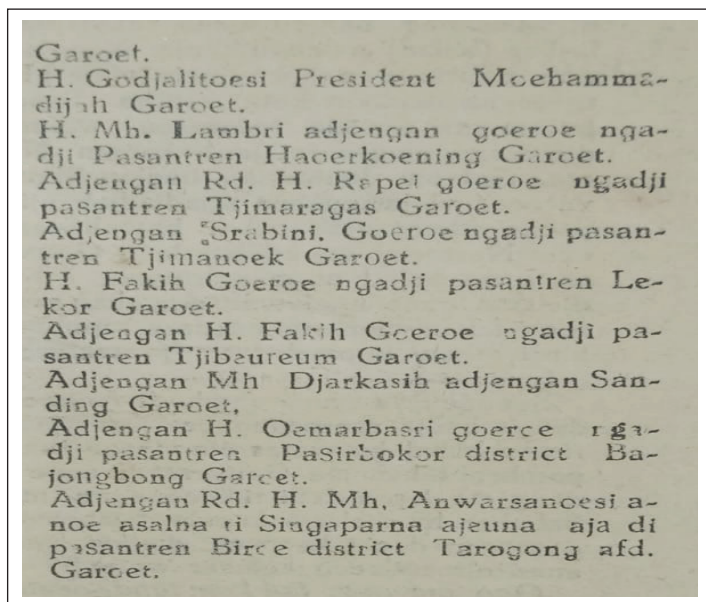 Garoet.
H. Godjalitoesi President Moehamma-
dijah Garoet.
H. Mh. Lambri adjengan goeroe nga-
dji Pasantren Haoerkoening Garoet.
Adjengan Rd. H. Rapei goeroe ngadji
pasantren Tjimaragas Garoet.
Adjengan Srabini. Goeroe ngadji pasan-
tren Tjimanoek Garoet.
H. Fakih Goeroe ngadji pasantren Le-
kor Garoet.
Adjengan H. Fakih Goeroe ngadji pa-
santren Tjibeureum Garoet.
Adjengan Mh Djarkasih adjengan San-
ding Garoet,
Adjengan H. Oemarbasri goeroe nga-
dji pasantren PaSirbokor district Ba-
jongbong Garoet.
Adjengan Rd. H. Mh, Anwarsanoesi a-
noe asalna ti Singaparna ajeuna aja di
pasantren Biroe district Tarogong afd.
Garoet.